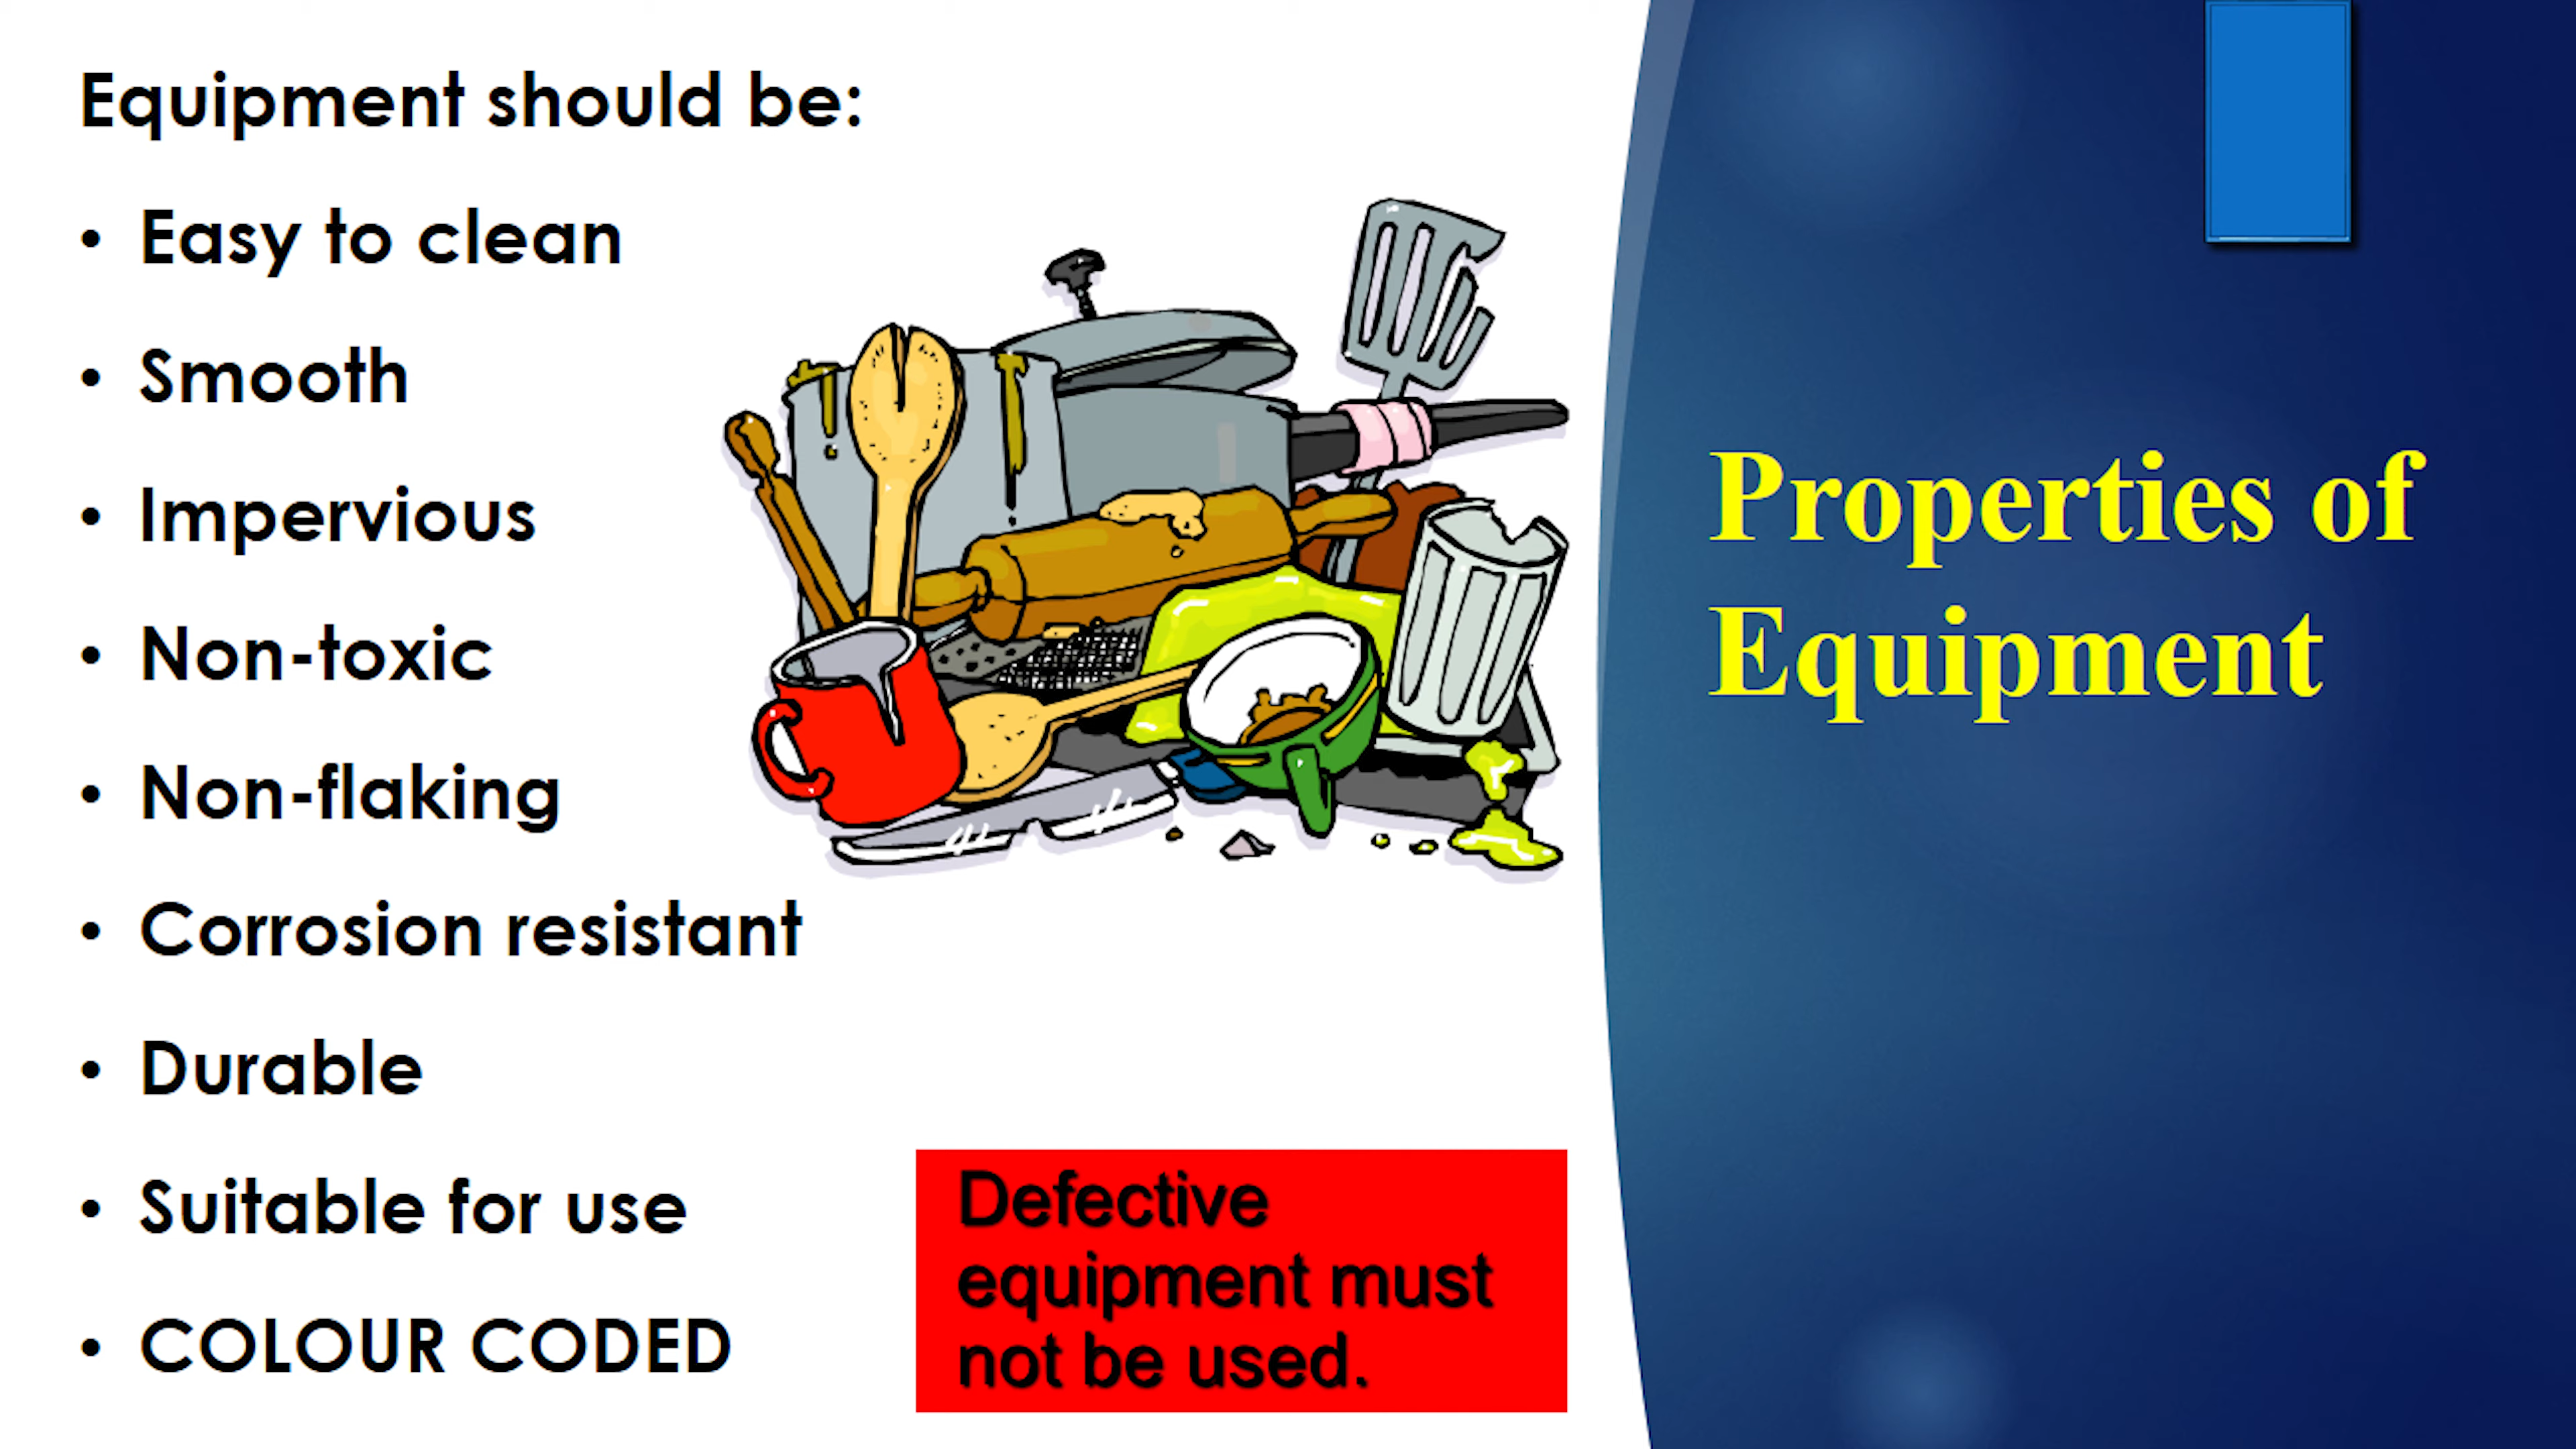 Equipment should be:
• Easy to clean
• Smooth
• Impervious
• Non-toxic
• Non-flaking
• Corrosion resistant
• Durable
• Suitable for use
• COLOUR CODED
Defective
equipment must
not be used.
Properties of
Equipment